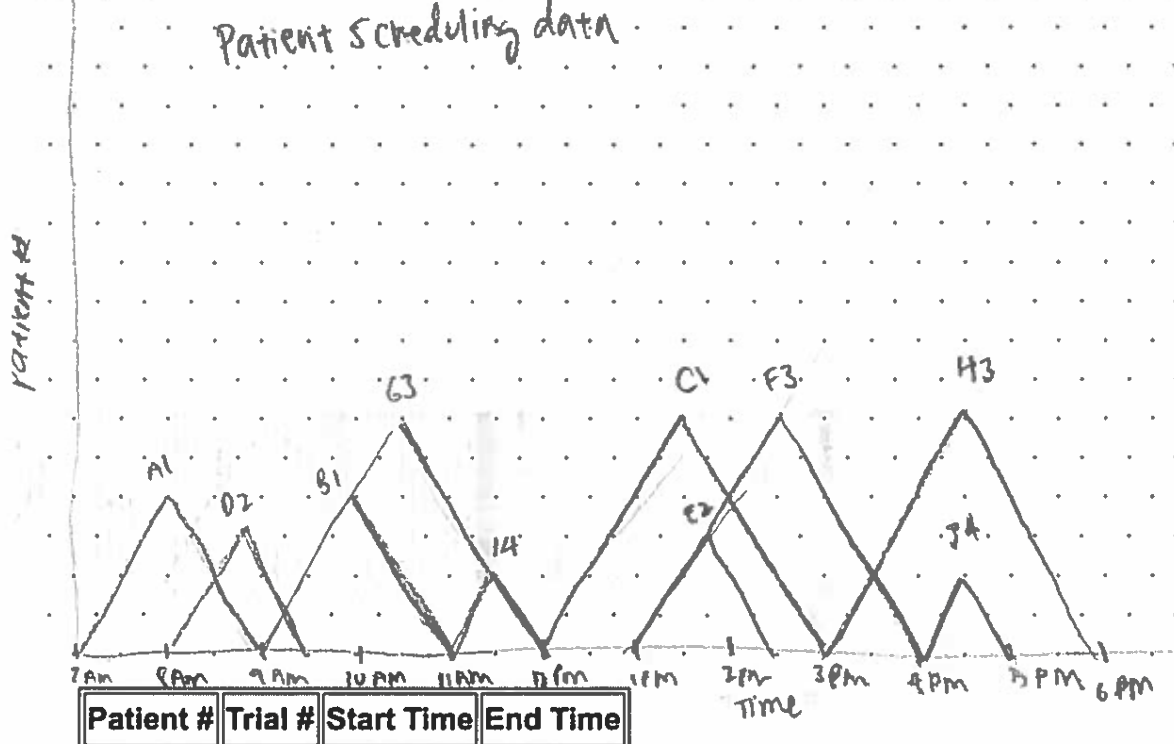 Patient Scheduling data
Patient #
G3
C1
F3
H3
A1
D2
B1
I4
E2
J4
7AM 8AM 9AM 10AM 11AM 12PM 1PM 2PM 3PM 4PM 5PM 6PM
Time
Patient # Trial # Start Time End Time